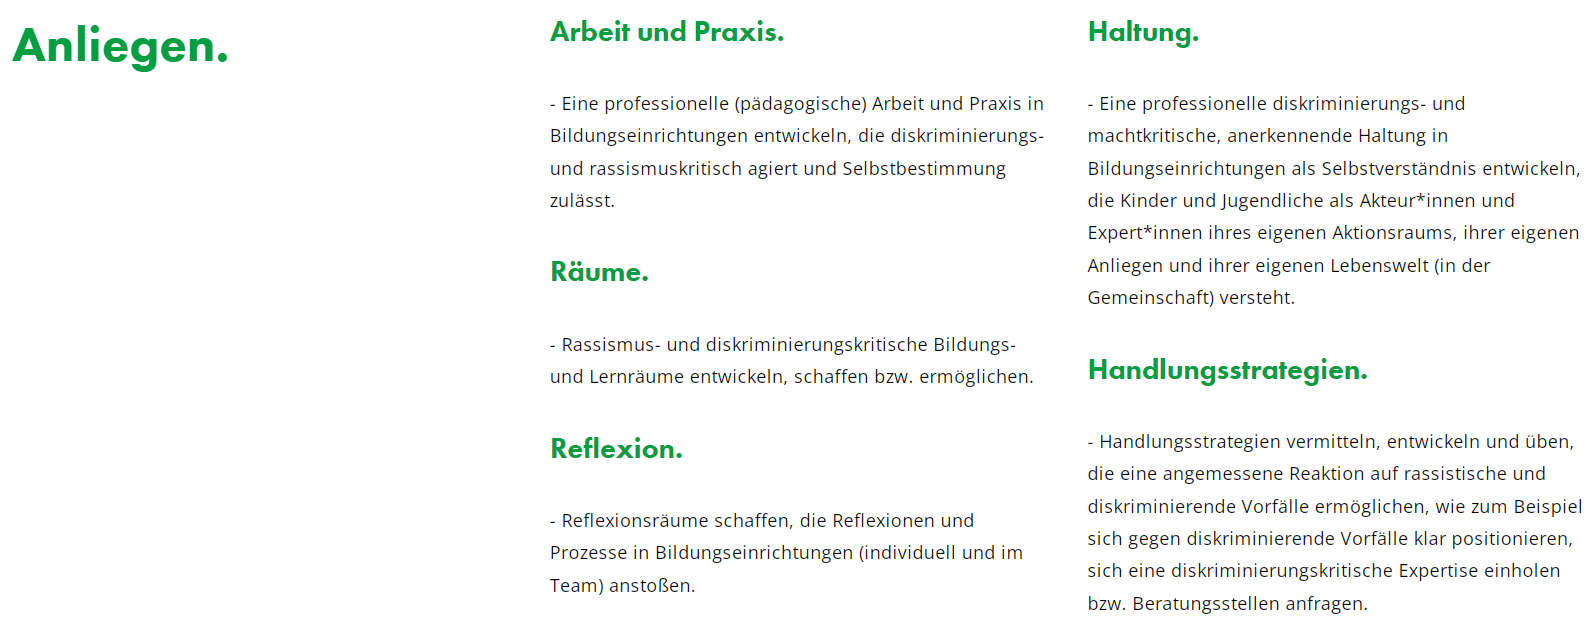 Anliegen.
Arbeit und Praxis.
- Eine professionelle (pädagogische) Arbeit und Praxis in
Bildungseinrichtungen entwickeln, die diskriminierungs-
und rassismuskritisch agiert und Selbstbestimmung
zulässt.
Räume.
- Rassismus- und diskriminierungskritische Bildungs-
und Lernräume entwickeln, schaffen bzw. ermöglichen.
Reflexion.
- Reflexionsräume schaffen, die Reflexionen und
Prozesse in Bildungseinrichtungen (individuell und im
Team) anstoßen.
Haltung.
- Eine professionelle diskriminierungs- und
machtkritische, anerkennende Haltung in
Bildungseinrichtungen als Selbstverständnis entwickeln,
die Kinder und Jugendliche als Akteur*innen und
Expert*innen ihres eigenen Aktionsraums, ihrer eigenen
Anliegen und ihrer eigenen Lebenswelt (in der
Gemeinschaft) versteht.
Handlungsstrategien.
- Handlungsstrategien vermitteln, entwickeln und üben,
die eine angemessene Reaktion auf rassistische und
diskriminierende Vorfälle ermöglichen, wie zum Beispiel
sich gegen diskriminierende Vorfälle klar positionieren,
sich eine diskriminierungskritische Expertise einholen
bzw. Beratungsstellen anfragen.